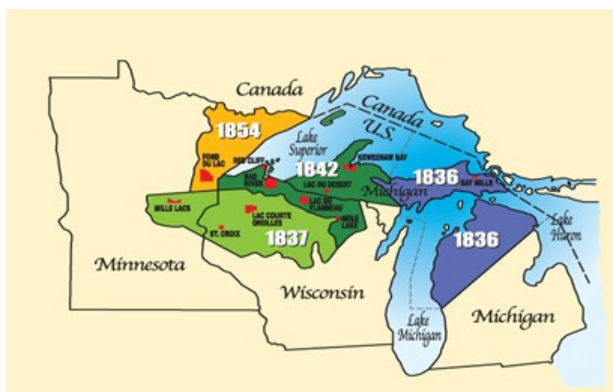 Canada
1854
FOND
DU LAC
RED CLIFF
BAD
RIVER
Lake
Superior
Canada
U.S.
1842
KEWEENAW BAY
LAC DU DESERT
Michigan
1836
BAY MILLS
MILLE LACS
ST. CROIX
LAC COURTE
OREILLES
1837
LAC DU
FLAMBEAU
MOLE
LAKE
1836
Lake
Huron
Minnesota
Wisconsin
Lake
Michigan
Michigan